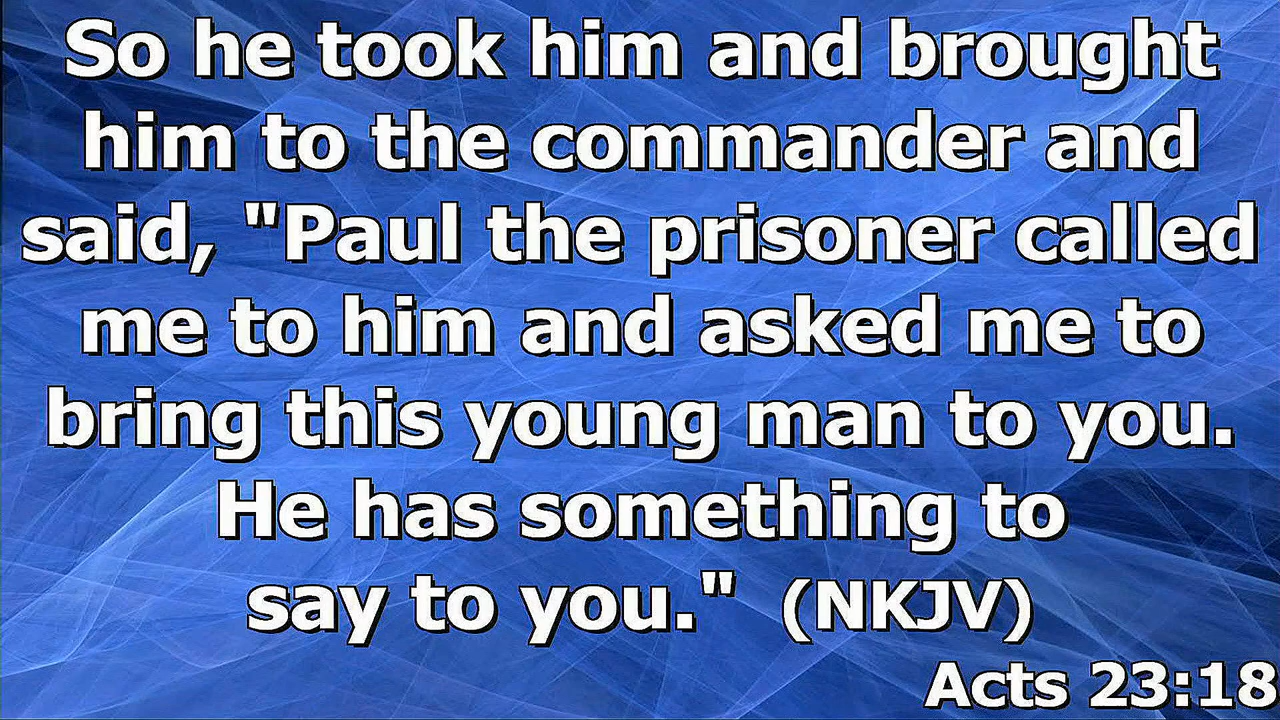 So he took him and brought
him to the commander and
said, "Paul the prisoner called
me to him and asked me to
bring this young man to you.
He has something to
say to you." (NKJV)
Acts 23:18